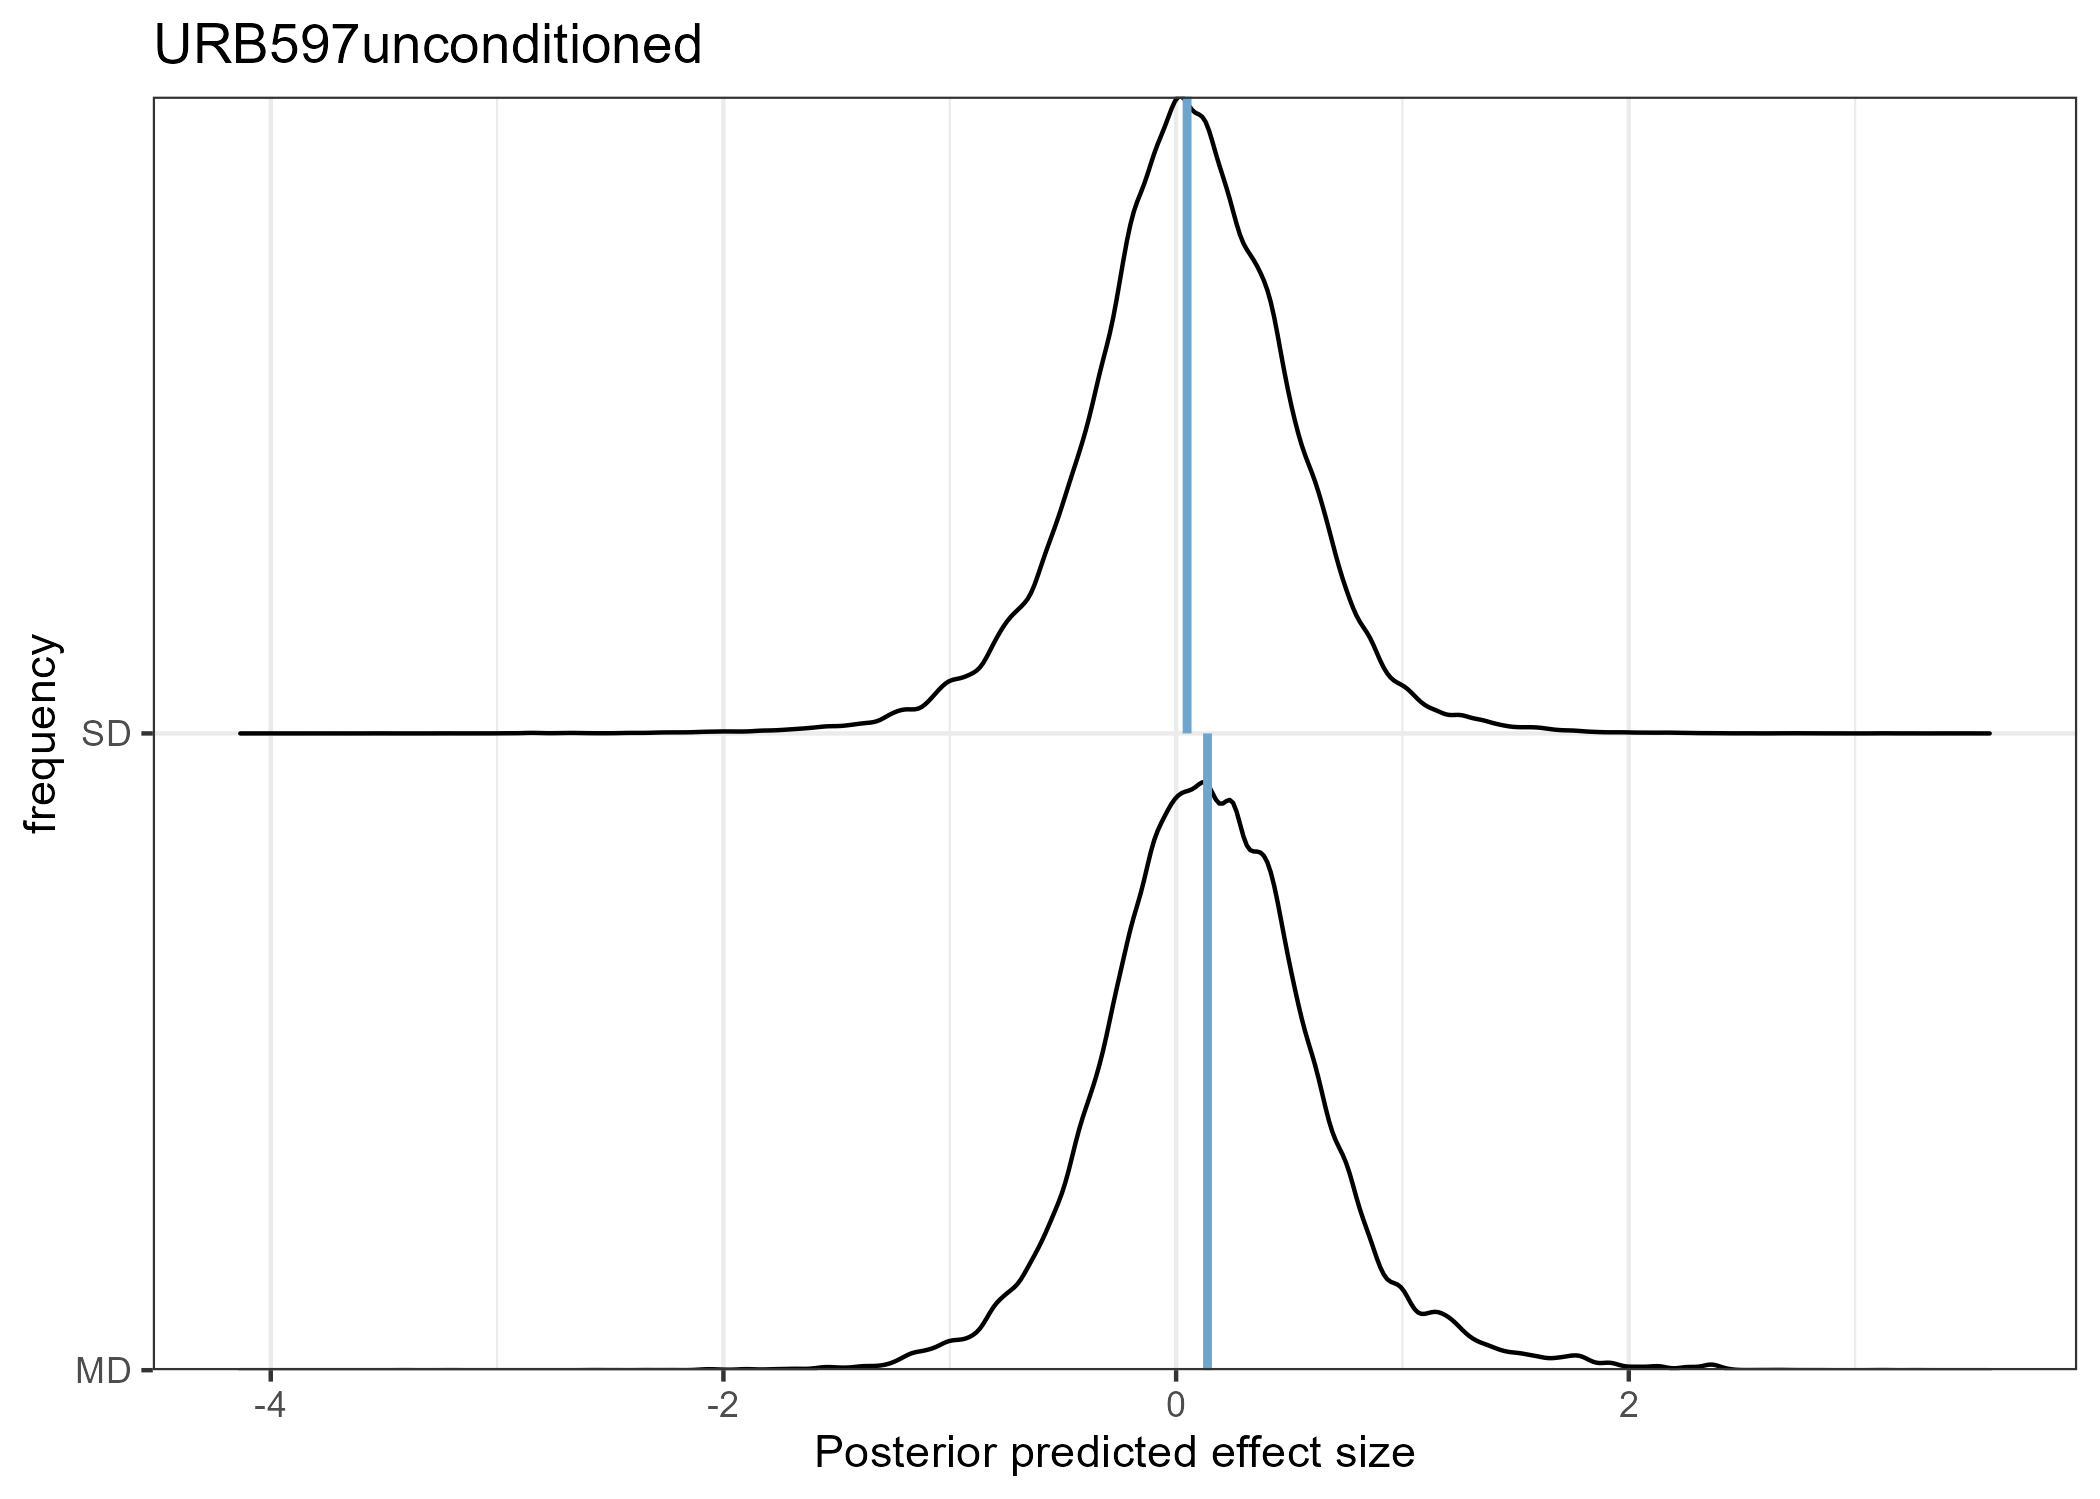 URB597unconditioned
frequency
SD
MD
-4
-2
0
2
Posterior predicted effect size